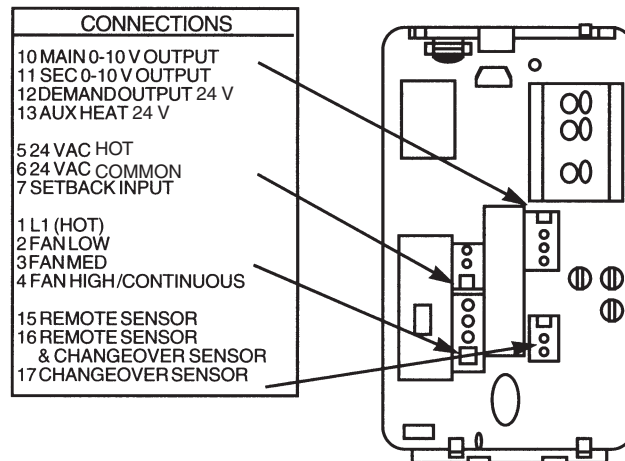 CONNECTIONS
10 MAIN 0-10 V OUTPUT
11 SEC 0-10 V OUTPUT
12 DEMAND OUTPUT 24 V
13 AUX HEAT 24 V
5 24 VAC HOT
6 24 VAC COMMON
7 SETBACK INPUT
1 L1 (HOT)
2 FAN LOW
3 FAN MED
4 FAN HIGH/CONTINUOUS
15 REMOTE SENSOR
16 REMOTE SENSOR
& CHANGEOVER SENSOR
17 CHANGEOVER SENSOR